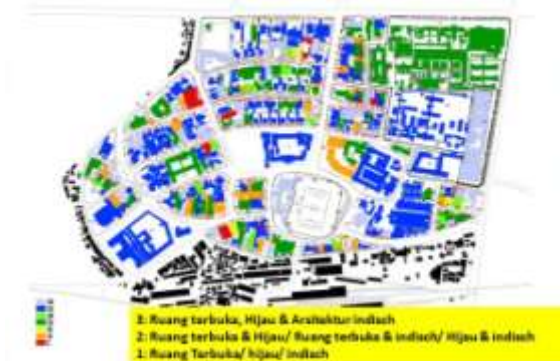 3: Ruang terbuka, Hijau & Arsitektur indisch
2: Ruang terbuka & Hijau/ Ruang terbuka & indisch/ Hijau & indisch
1: Ruang Terbuka/ hijau/ indisch